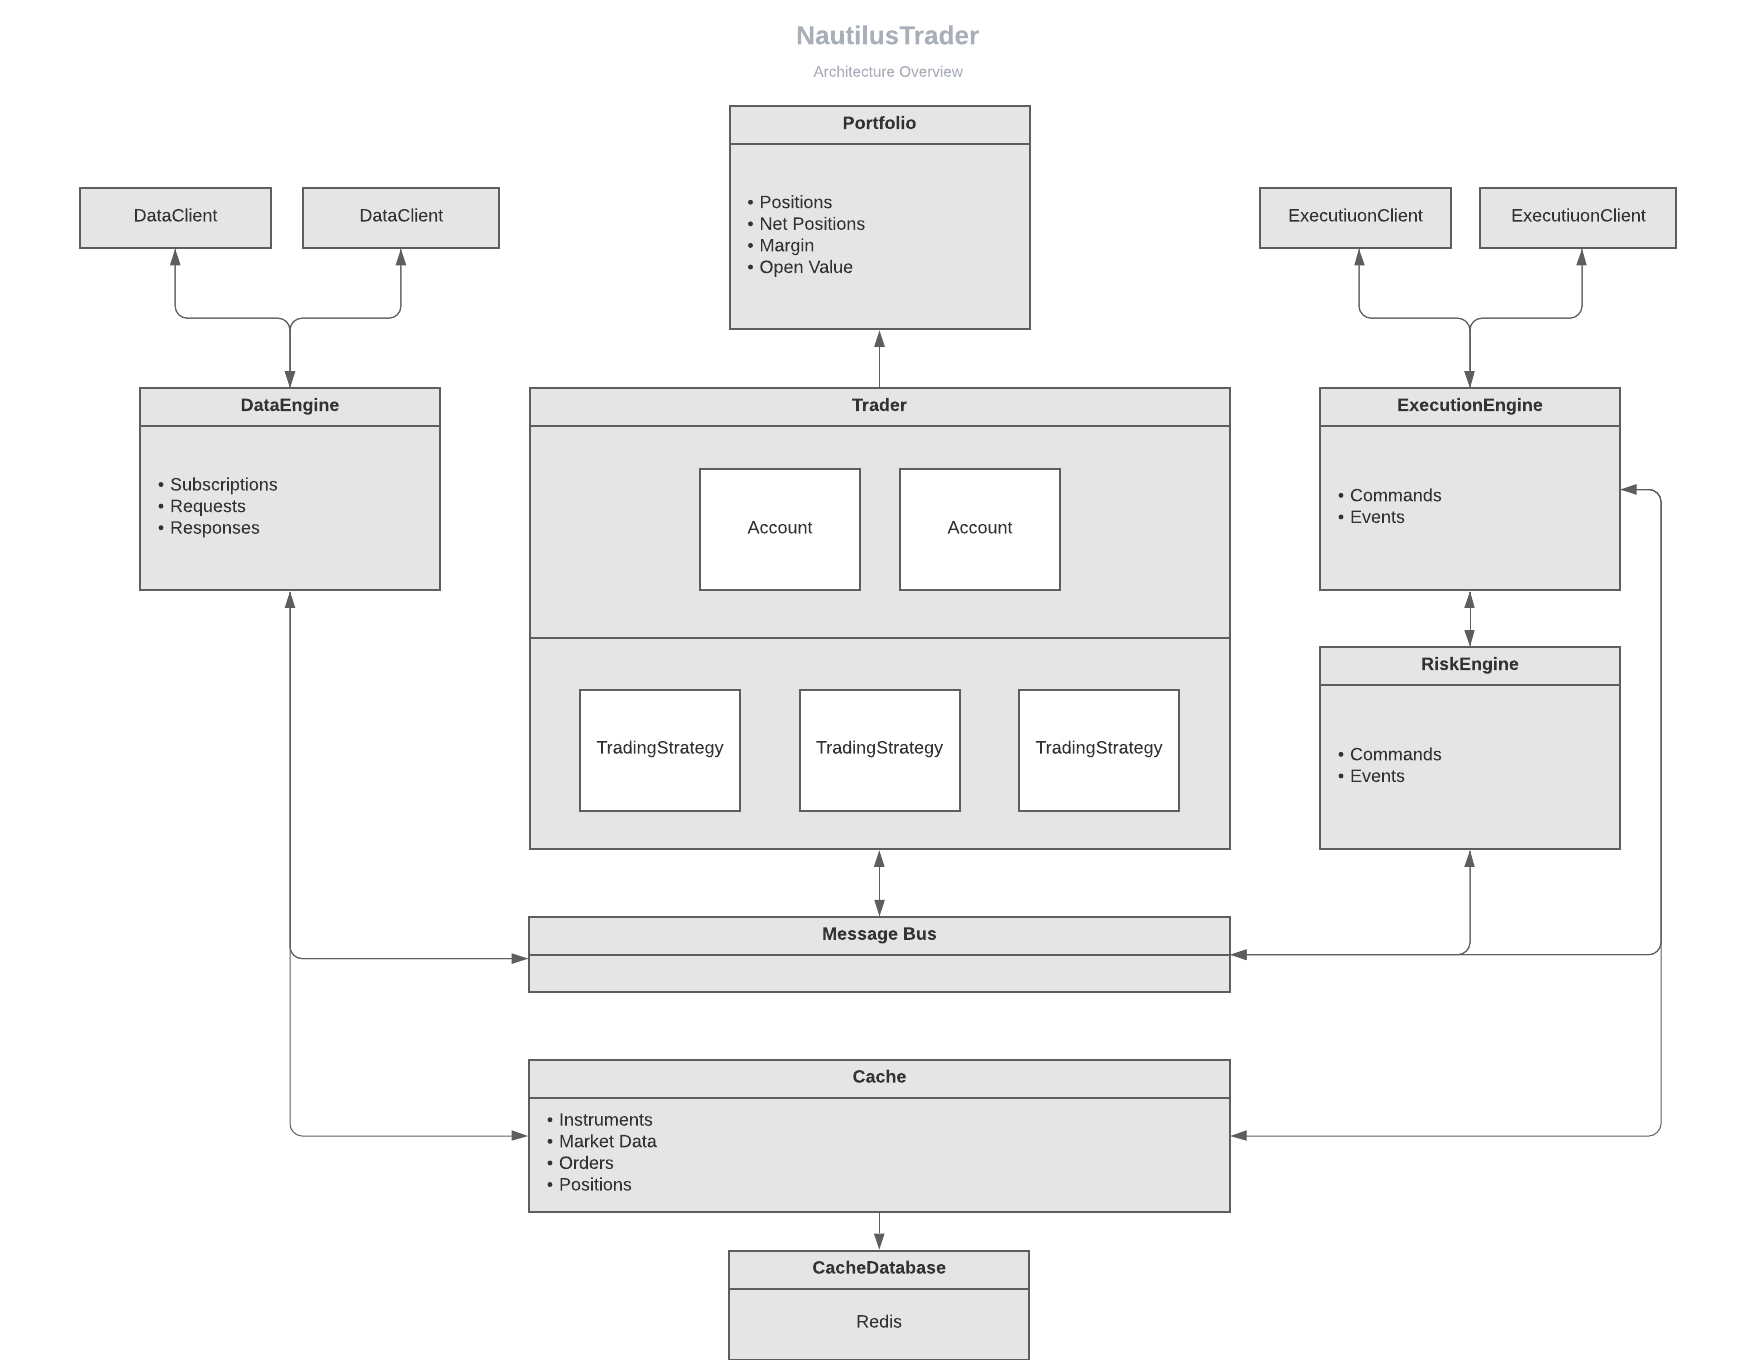 NautilusTrader
Architecture Overview
Portfolio
• Positions
• Net Positions
• Margin
• Open Value
DataClient
DataClient
ExecutiuonClient
ExecutiuonClient
DataEngine
• Subscriptions
• Requests
• Responses
Trader
Account
Account
TradingStrategy
TradingStrategy
TradingStrategy
ExecutionEngine
• Commands
• Events
RiskEngine
• Commands
• Events
Message Bus
Cache
• Instruments
• Market Data
• Orders
• Positions
CacheDatabase
Redis